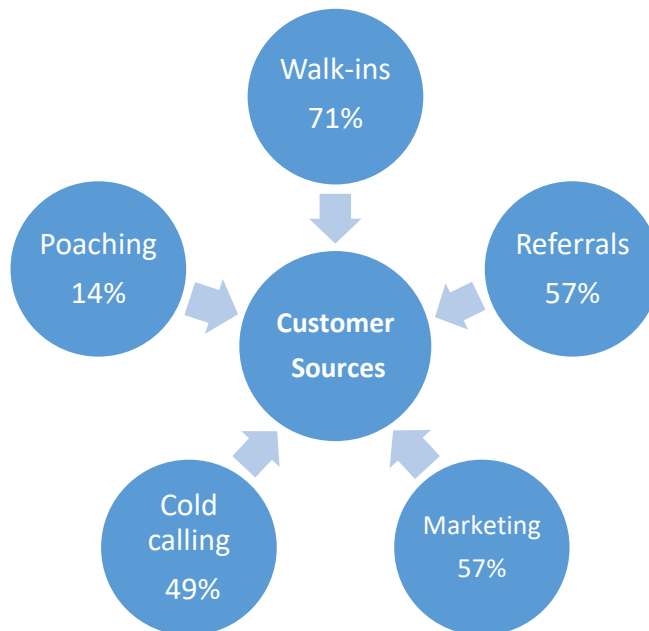 Walk-ins
71%
Poaching
14%
Referrals
57%
Customer
Sources
Cold
calling
49%
Marketing
57%